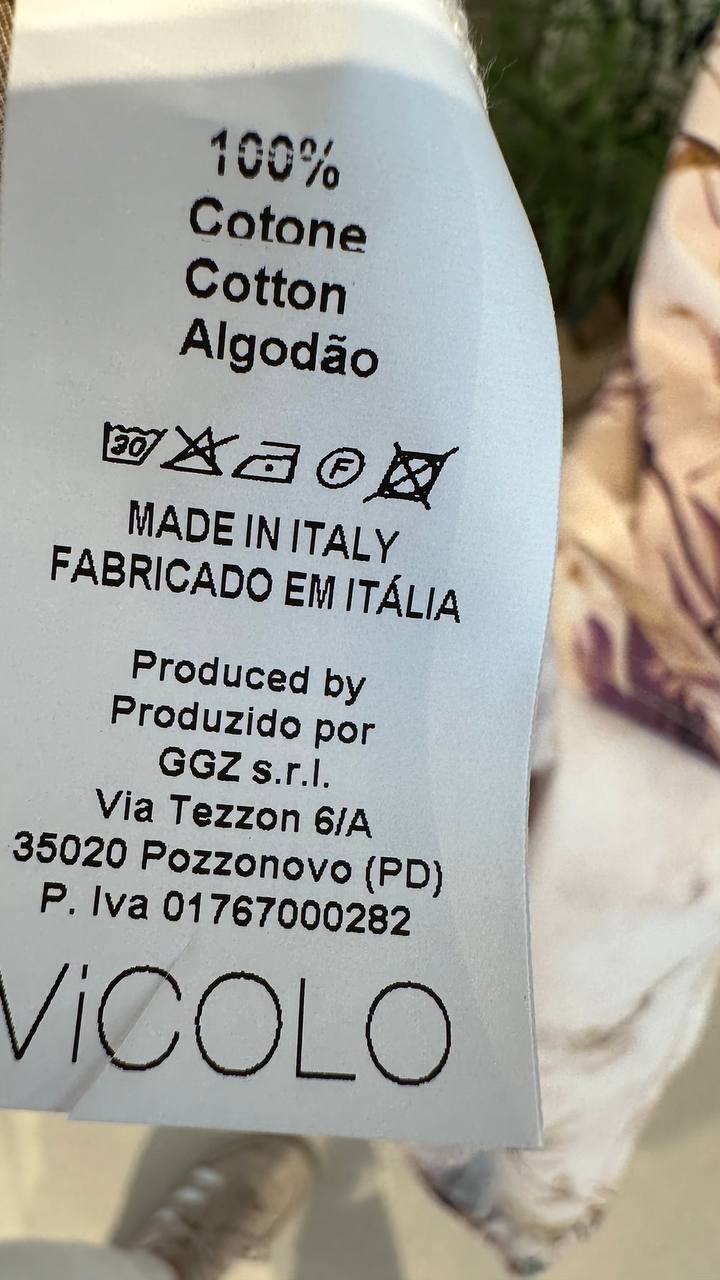 100%
Cotone
Cotton
Algodão
30 F
MADE IN ITALY
FABRICADO EM ITÁLIA
Produced by
Produzido por
GGZ s.r.l.
Via Tezzon 6/A
35020 Pozzonovo (PD)
P. Iva 01767000282
ViCOLO